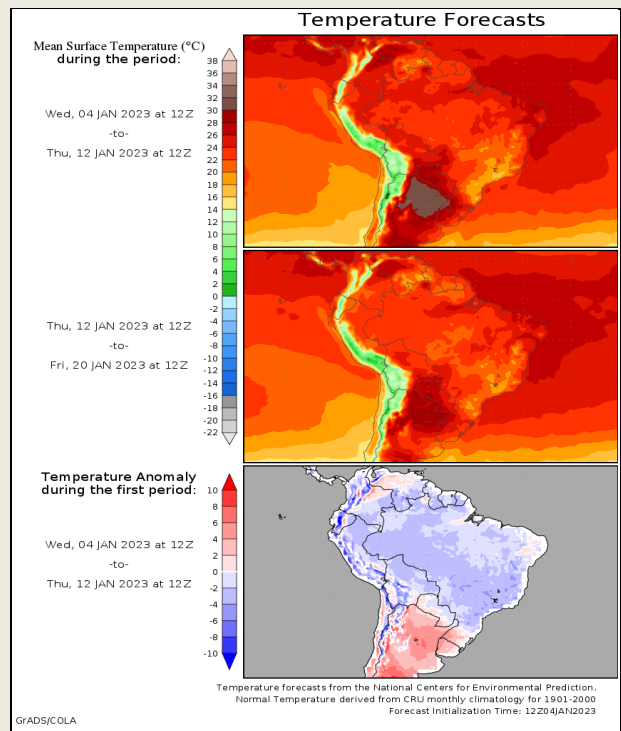 Temperature Forecasts
Mean Surface Temperature (°C)
during the period:
Wed, 04 JAN 2023 at 12Z
-to-
Thu, 12 JAN 2023 at 12Z
38
36
34
32
30
28
26
24
22
20
18
16
14
12
10
8
6
4
2
0
-2
-4
-6
-8
-10
-12
-14
-16
-18
-20
-22
Thu, 12 JAN 2023 at 12Z
-to-
Fri, 20 JAN 2023 at 12Z
Temperature Anomaly
during the first period:
Wed, 04 JAN 2023 at 12Z
-to-
Thu, 12 JAN 2023 at 12Z
10
8
6
4
2
0
-2
-4
-6
-8
-10
Temperature forecasts from the National Centers for Environmental Prediction.
Normal Temperature derived from CRU monthly climatology for 1901-2000
Forecast Initialization Time: 12Z04JAN2023
GrADS/COLA